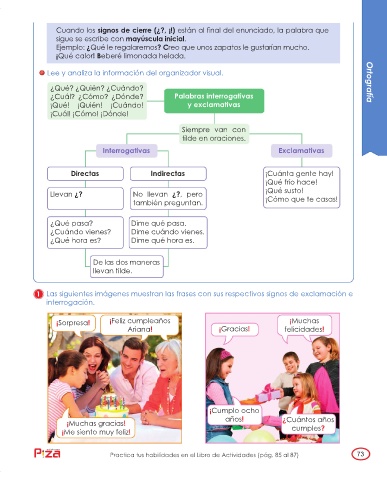 Cuando los signos de cierre (¿?, ¡!) están al final del enunciado, la palabra que
sigue se escribe con mayúscula inicial.
Ejemplo: ¿Qué le regalaremos? Creo que unos zapatos le gustarían mucho.
¡Qué calor! Beberé limonada helada.
Ortografía
Lee y analiza la información del organizador visual.
¿Qué? ¿Quién? ¿Cuándo?
¿Cuál? ¿Cómo? ¿Dónde?
¡Qué! ¡Quién! ¡Cuándo!
¡Cuál! ¡Cómo! ¡Dónde!
Palabras interrogativas
y exclamativas
Siempre van con
tilde en oraciones.
Interrogativas
Exclamativas
Directas
Indirectas
¡Cuánta gente hay!
¡Qué frío hace!
¡Qué susto!
¡Cómo que te casas!
Llevan ¿?
No llevan ¿?, pero
también preguntan.
¿Qué pasa?
¿Cuándo vienes?
¿Qué hora es?
Dime qué pasa.
Dime cuándo vienes.
Dime qué hora es.
De las dos maneras
llevan tilde.
1 Las siguientes imágenes muestran las frases con sus respectivos signos de exclamación e
interrogación.
¡Sorpresa!
¡Feliz cumpleaños
Ariana!
¡Muchas gracias!
¡Me siento muy feliz!
¡Gracias!
¡Muchas
felicidades!
¡Cumplo ocho
años!
¿Cuántos años
cumples?
Piza
Practica tus habilidades en el Libro de Actividades (pág. 85 al 87)
73